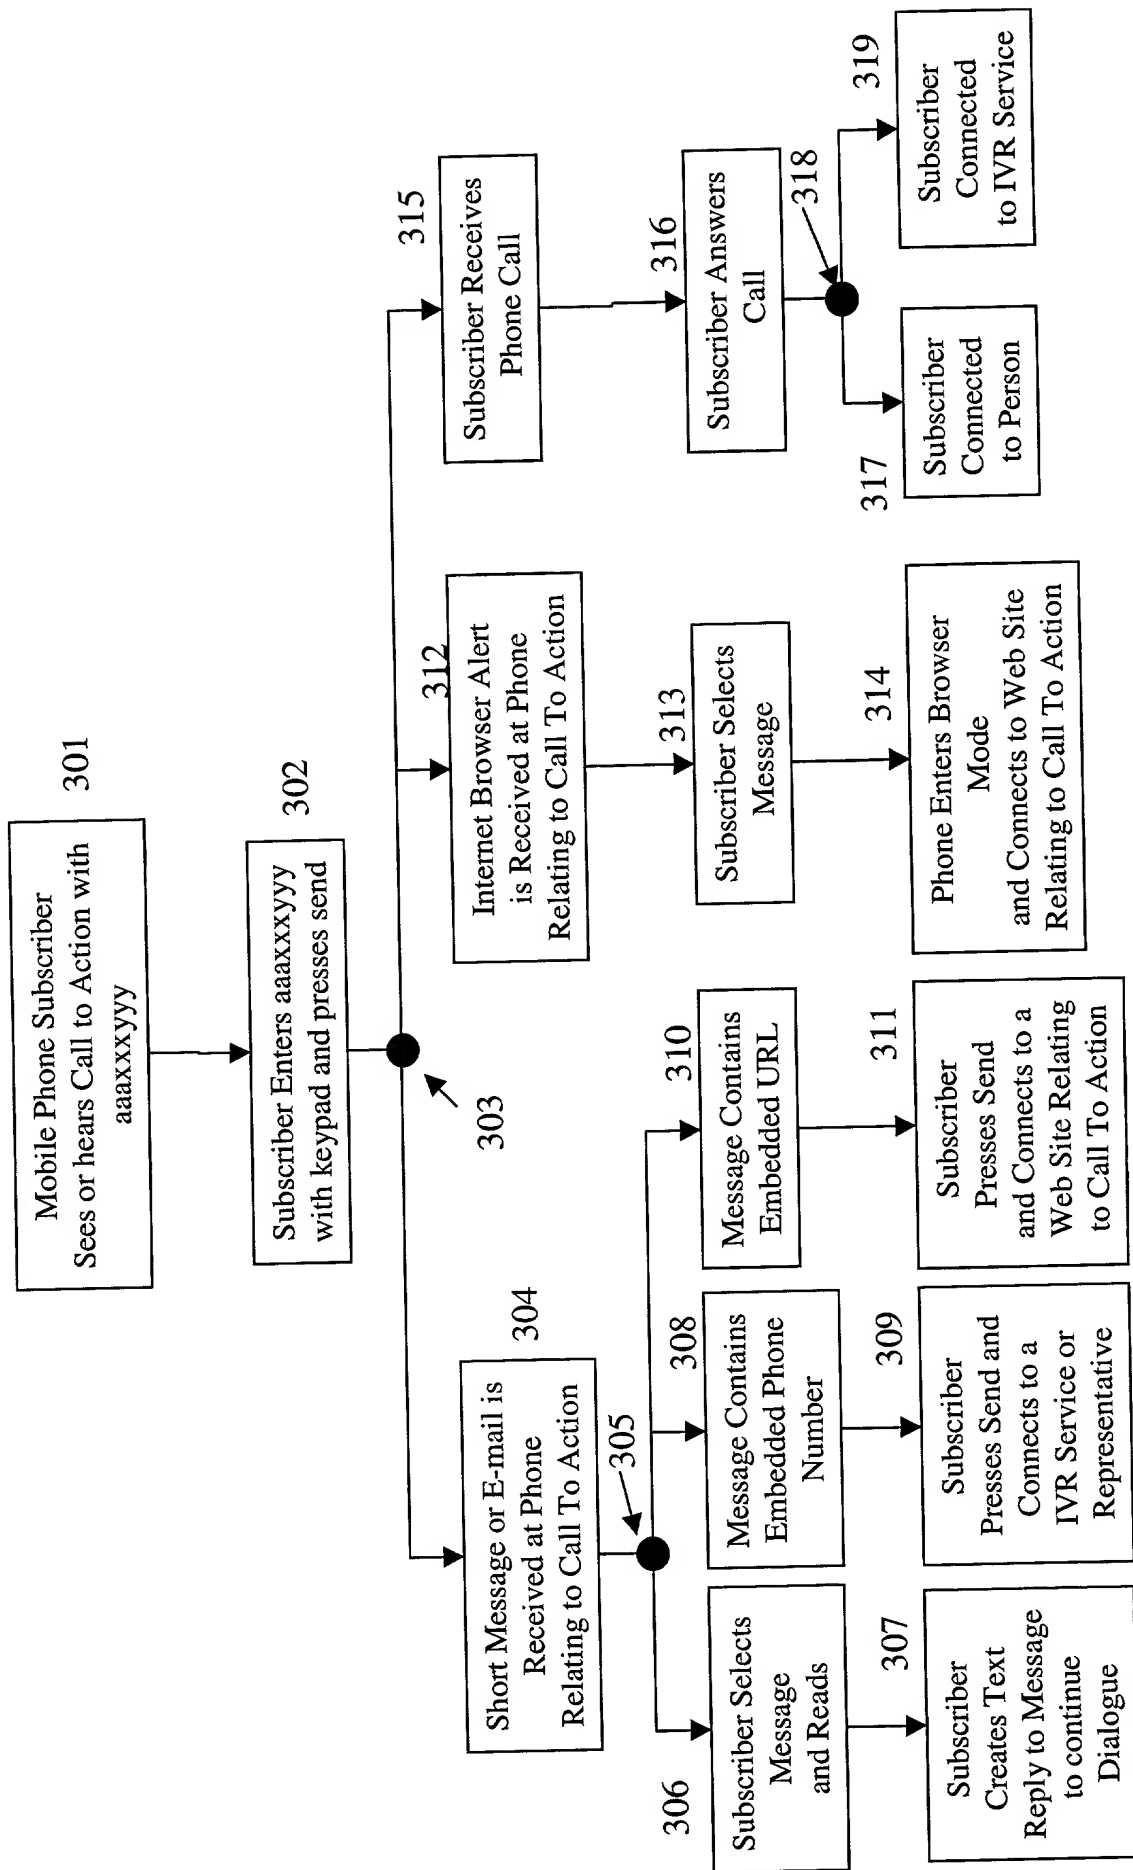 Mobile Phone Subscriber
Sees or hears Call to Action with
aaaxxxyyy
301
Subscriber Enters aaaxxxyyy
with keypad and presses send
302
303
Short Message or E-mail is
Received at Phone
Relating to Call To Action
304
305
306
Subscriber Selects
Message
and Reads
307
Subscriber
Creates Text
Reply to Message
to continue
Dialogue
308
Message Contains
Embedded Phone
Number
309
Subscriber
Presses Send and
Connects to a
IVR Service or
Representative
310
Message Contains
Embedded URL
311
Subscriber
Presses Send
and Connects to a
Web Site Relating
to Call To Action
312
Internet Browser Alert
is Received at Phone
Relating to Call To Action
313
Subscriber Selects
Message
314
Phone Enters Browser
Mode
and Connects to Web Site
Relating to Call To Action
315
Subscriber Receives
Phone Call
316
Subscriber Answers
Call
318
317
Subscriber
Connected
to Person
319
Subscriber
Connected
to IVR Service